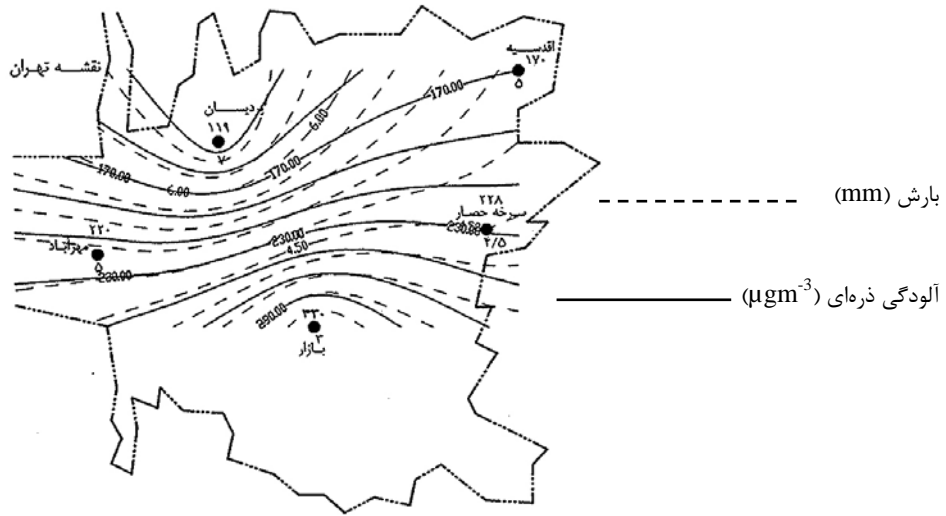 نقشه تهران
اقدسیه
۱۷۰
۵
پردیسان
۱۱۹
۷
170.00
6.00
170.00
170.00
6.00
۲۲۸
سرخه حصار
230.00
۲/۵
۲۲۰
مهرآباد
۵
230.00
4.50
230.00
290.00
۳۳۰
۳
بازار
بارش (mm)
آلودگی ذره‌ای (µgm⁻³)